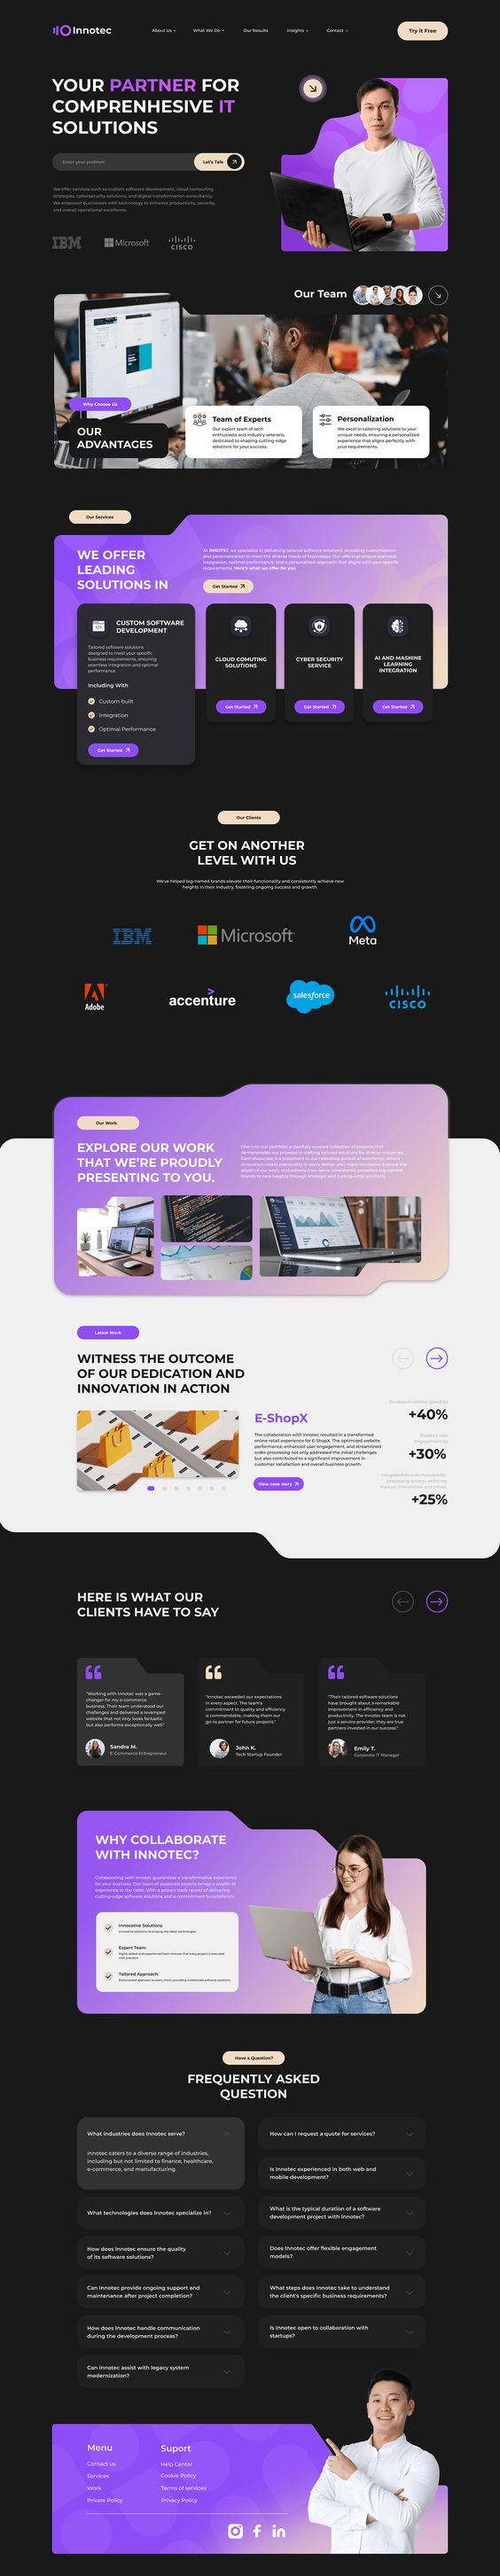 Innotec
About Us
What We Do
Our Results
Insights
Contact
Try it Free
YOUR PARTNER FOR
COMPRENHESIVE IT
SOLUTIONS
Enter your problem
Let's Talk
We offer services such as custom software development, cloud computing
strategies, cybersecurity solutions, and digital transformation consultancy.
We empower businesses with technology to enhance productivity, security,
and overall operational excellence.
IBM
Microsoft
CISCO
Our Team
Why Choose Us
OUR
ADVANTAGES
Team of Experts
Our expert team of tech
enthusiasts and industry veterans,
dedicated to shaping cutting-edge
solutions for your success.
Personalization
We excel in tailoring solutions to your
unique needs, ensuring a personalized
experience that aligns perfectly with
your requirements.
Our Services
WE OFFER
LEADING
SOLUTIONS IN
At INNOTEC we specialize in delivering tailored software solutions, providing customization
and personalization to meet the diverse needs of businesses. Our offerings ensure seamless
integration, optimal performance, and a personalized approach that aligns with your specific
requirements. Here's what we offer for you.
Get Started
CUSTOM SOFTWARE
DEVELOPMENT
Tailored software solutions
designed to meet your specific
business requirements, ensuring
seamless integration and optimal
performance.
Including With
Custom-built
Integration
Optimal Performance
Get Started
CLOUD COMUTING
SOLUTIONS
Get Started
CYBER SECURITY
SERVICE
Get Started
AI AND MASHINE
LEARNING
INTEGRATION
Get Started
Our Clients
GET ON ANOTHER
LEVEL WITH US
We've helped big-named brands elevate their functionality and consistently achieve new
heights in their industry, fostering ongoing success and growth.
IBM
Microsoft
Meta
Adobe
accenture
salesforce
CISCO
Our Work
EXPLORE OUR WORK
THAT WE'RE PROUDLY
PRESENTING TO YOU.
Dive into our portfolio, a carefully curated collection of projects that
demonstrates our prowess in crafting tailored solutions for diverse industries.
Each showcase is a testament to our relentless pursuit of excellence, where
innovation meets practicality in every design and implementation. Explore the
depth of our work, and witness how we've consistently propelled big-named
brands to new heights through strategic and cutting-edge solutions.
Latest Work
WITNESS THE OUTCOME
OF OUR DEDICATION AND
INNOVATION IN ACTION
E-ShopX
The collaboration with Innotec resulted in a transformed
online retail experience for E-ShopX. The optimized website
performance, enhanced user engagement, and streamlined
order processing not only addressed the initial challenges
but also contributed to a significant improvement in
customer satisfaction and overall business growth.
View case story
Increased website speed by
+40%
Boosted user
engagement by
+30%
+25%
HERE IS WHAT OUR
CLIENTS HAVE TO SAY
"Working with Innotec was a game-
changer for my e-commerce
business. Their team understood our
challenges and delivered a revamped
website that not only looks fantastic
but also performs exceptionally well."
Sandra M.
E-Commerce Entrepreneur
"Innotec exceeded our expectations
in every aspect. The team's
commitment to quality and efficiency
is commendable, making them our
go-to partner for future projects."
John K.
Tech Startup Founder
"Their tailored software solutions
have brought about a remarkable
improvement in efficiency and
productivity. The Innotec team is not
just a service provider; they are true
partners invested in our success."
Emily T.
Corporate IT Manager
WHY COLLABORATE
WITH INNOTEC?
Collaborating with Innotec guarantees a transformative experience
for your business. Our team of seasoned experts brings a wealth of
experience to the table. With a proven track record of delivering
cutting-edge software solutions and a commitment to excellence.
Innovative Solutions
Innovative solutions, leveraging the latest technologies
Expert Team
Highly skilled and experienced team ensures that every project is executed
with precision
Tailored Approach
Personalized approach to every client, providing customized software solutions
Have a Question?
FREQUENTLY ASKED
QUESTION
What industries does Innotec serve?
Innotec caters to a diverse range of industries,
including but not limited to finance, healthcare,
e-commerce, and manufacturing.
What technologies does Innotec specialize in?
How does Innotec ensure the quality
of its software solutions?
Can Innotec provide ongoing support and
maintenance after project completion?
How does Innotec handle communication
during the development process?
Can Innotec assist with legacy system
modernization?
How can I request a quote for services?
Is Innotec experienced in both web and
mobile development?
What is the typical duration of a software
development project with Innotec?
Does Innotec offer flexible engagement
models?
What steps does Innotec take to understand
the client's specific business requirements?
Is Innotec open to collaboration with
startups?
Menu
Contact us
Services
Work
Private Policy
Suport
Help Center
Cookie Policy
Terms of services
Privacy Policy